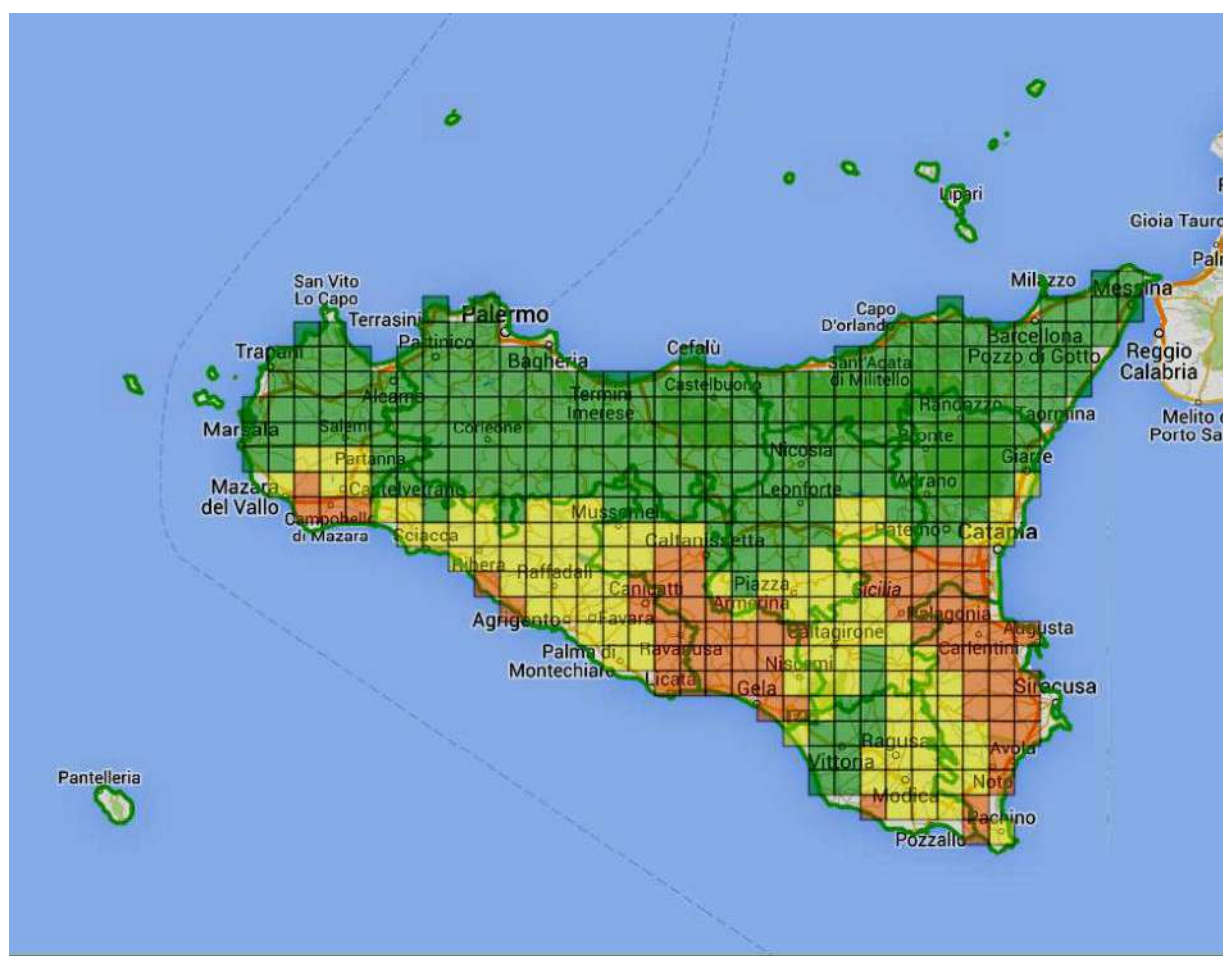 Lipari
Gioia Tauro
San Vito
Lo Capo
Milazzo
Messina
Terrasini
Palermo
Capo
D'orlando
Barcellona
Pozzo di Gotto
Partinico
Trapani
Bagheria
Cefalù
Reggio
Calabria
Sant'Agata
di Militello
Castelbuono
Alcamo
Termini
Imerese
Randazzo
Taormina
Melito
Porto
Marsala
Salemi
Corleone
Bronte
Nicosia
Giarre
Partanna
Mazara
del Vallo
Castelvetrano
Leonforte
Adrano
Campobello
di Mazara
Mussomeli
Sciacca
Paternò
Catania
Caltanissetta
Ribera
Raffadali
Canicattì
Piazza
Armerina
Sicilia
Palagonia
Agrigento
Favara
Augusta
Caltagirone
Carlentini
Palma di
Montechiaro
Ravanusa
Niscemi
Licata
Gela
Siracusa
Ragusa
Vittoria
Avola
Noto
Modica
Pantelleria
Pachino
Pozzallo